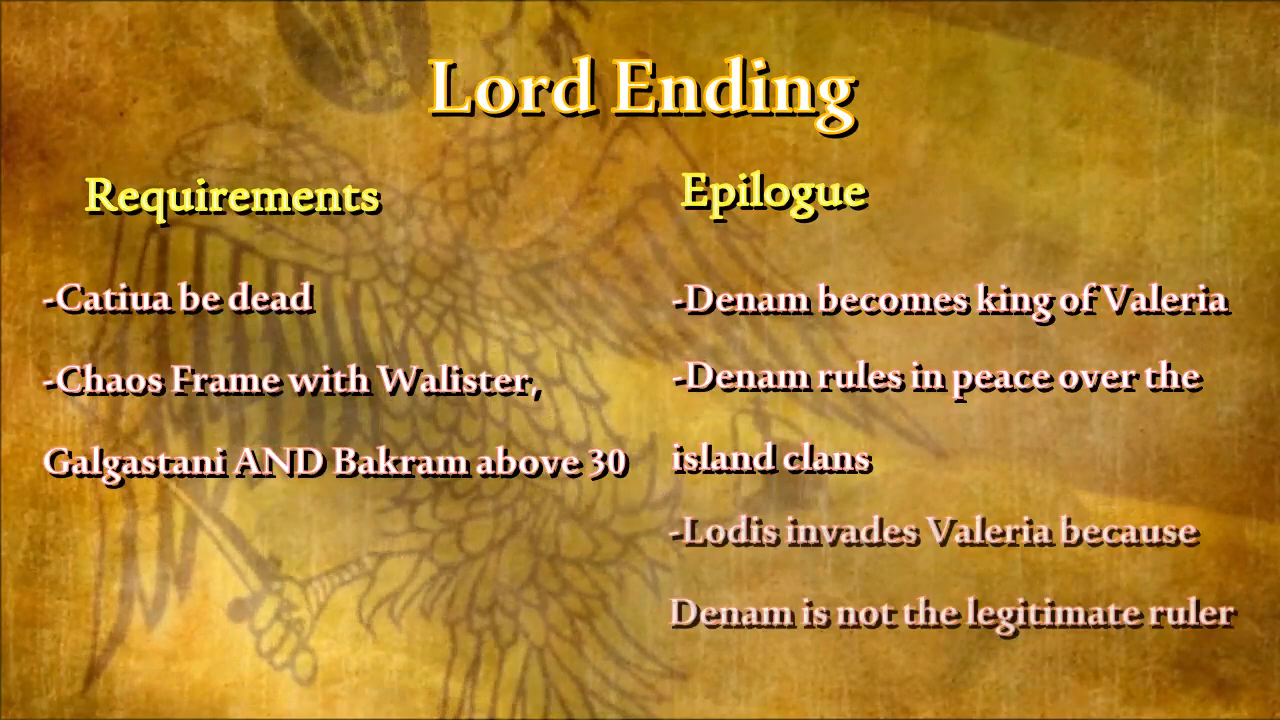 Lord Ending
Requirements
-Catiua be dead
-Chaos Frame with Walister,
Galgastani AND Bakram above 30
Epilogue
-Denam becomes king of Valeria
-Denam rules in peace over the
island clans
-Lodis invades Valeria because
Denam is not the legitimate ruler